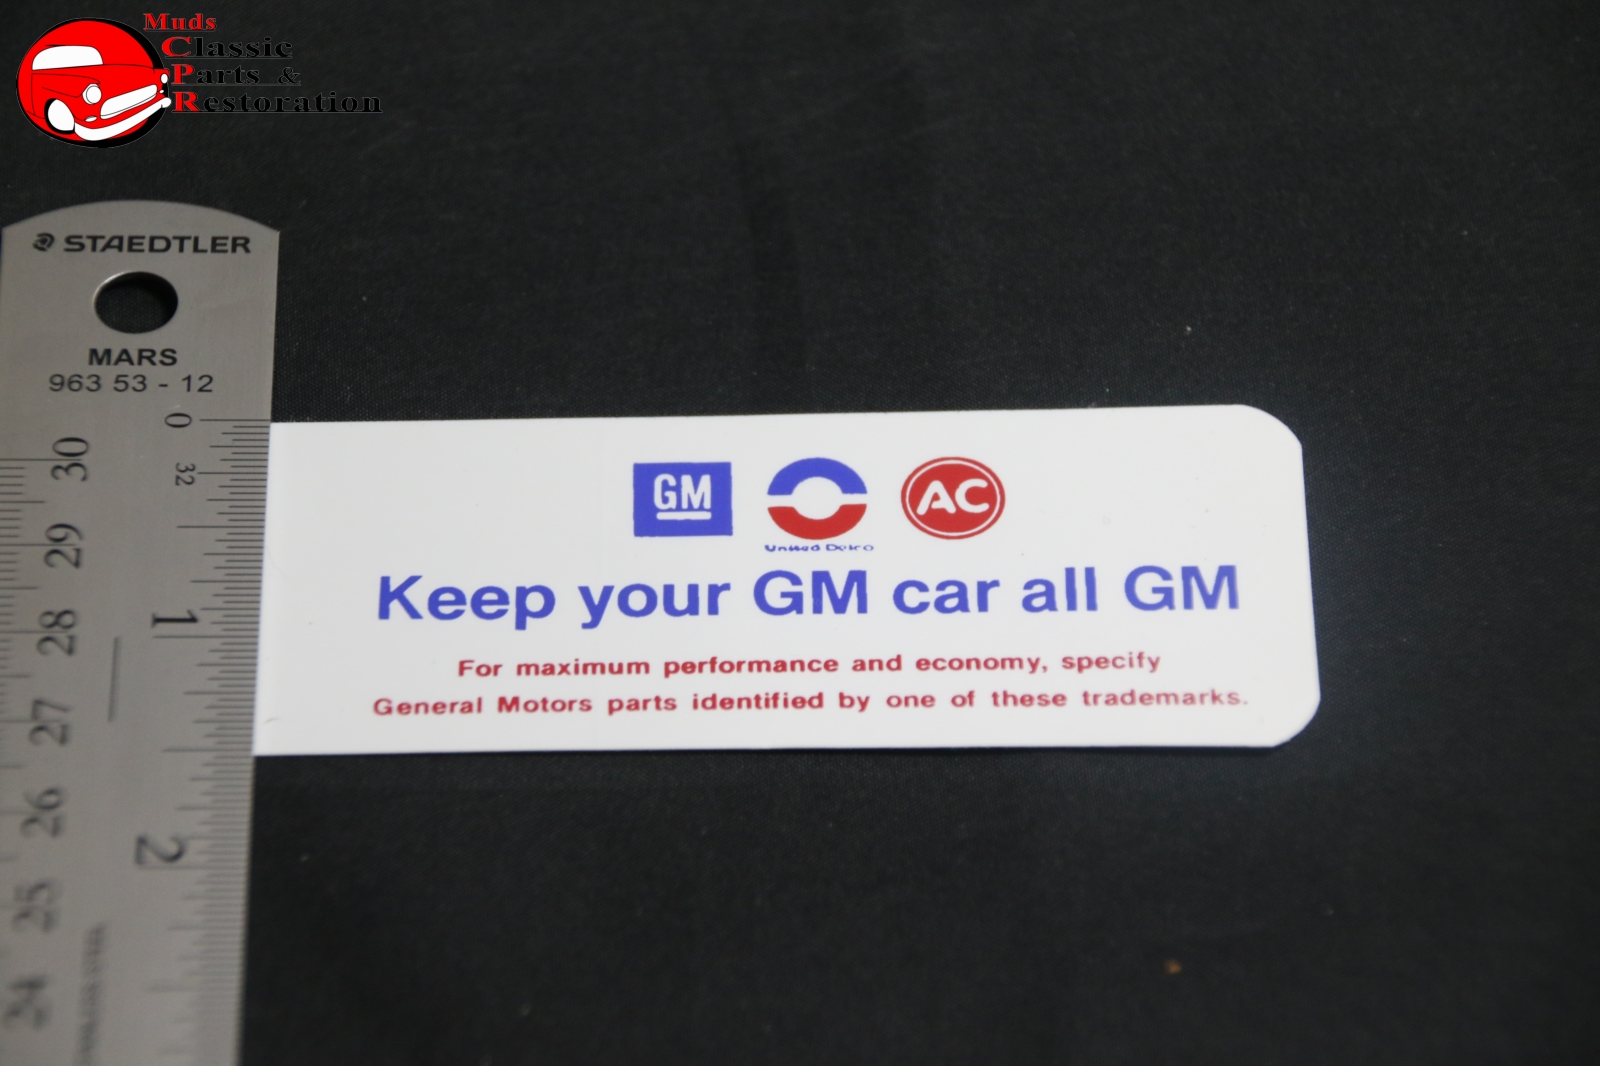 Muds
Classic
Parts &
Restoration
STAEDTLER
MARS
963 53 - 12
0
32
1
2
30
29
28
27
26
25
24
GM
United Delco
AC
Keep your GM car all GM
For maximum performance and economy, specify
General Motors parts identified by one of these trademarks.